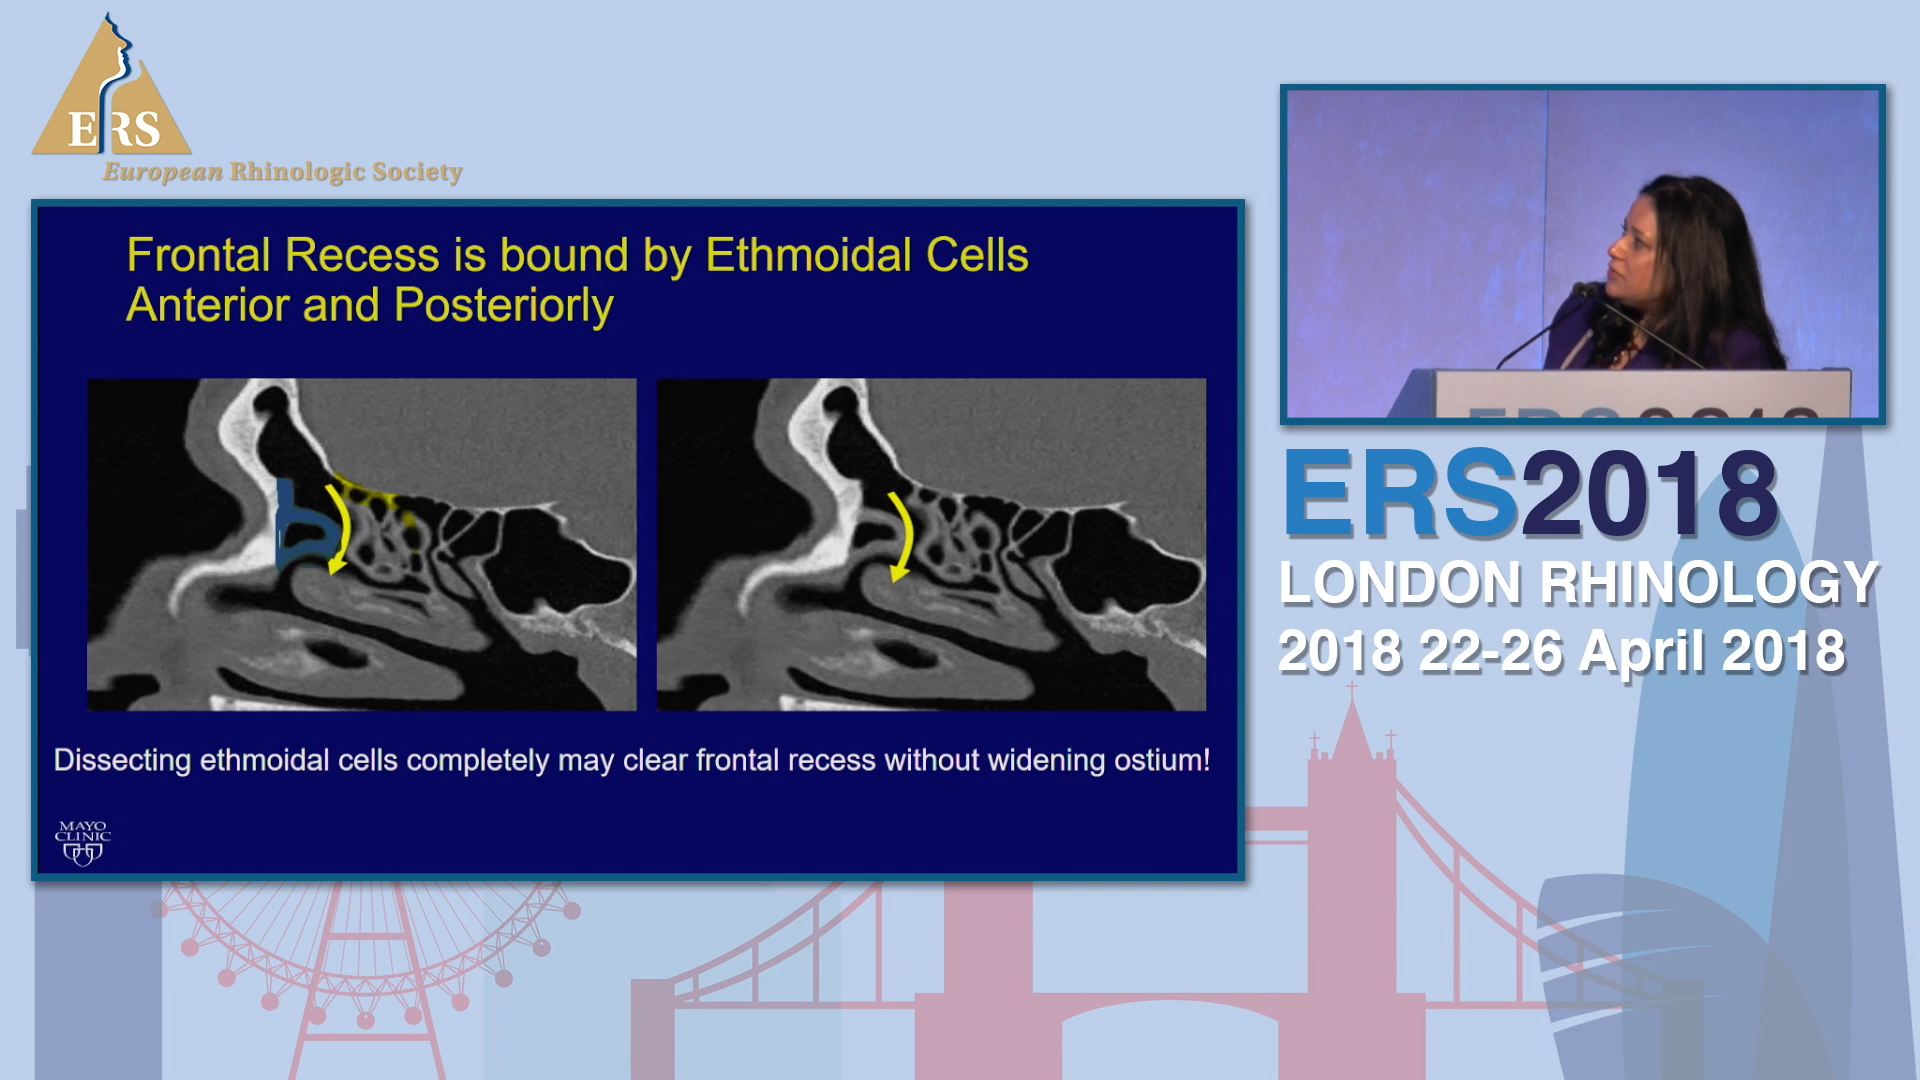 ERS
European Rhinologic Society
Frontal Recess is bound by Ethmoidal Cells
Anterior and Posteriorly
Dissecting ethmoidal cells completely may clear frontal recess without widening ostium!
MAYO
CLINIC
ERS2018
ERS2018
LONDON RHINOLOGY
2018 22-26 April 2018